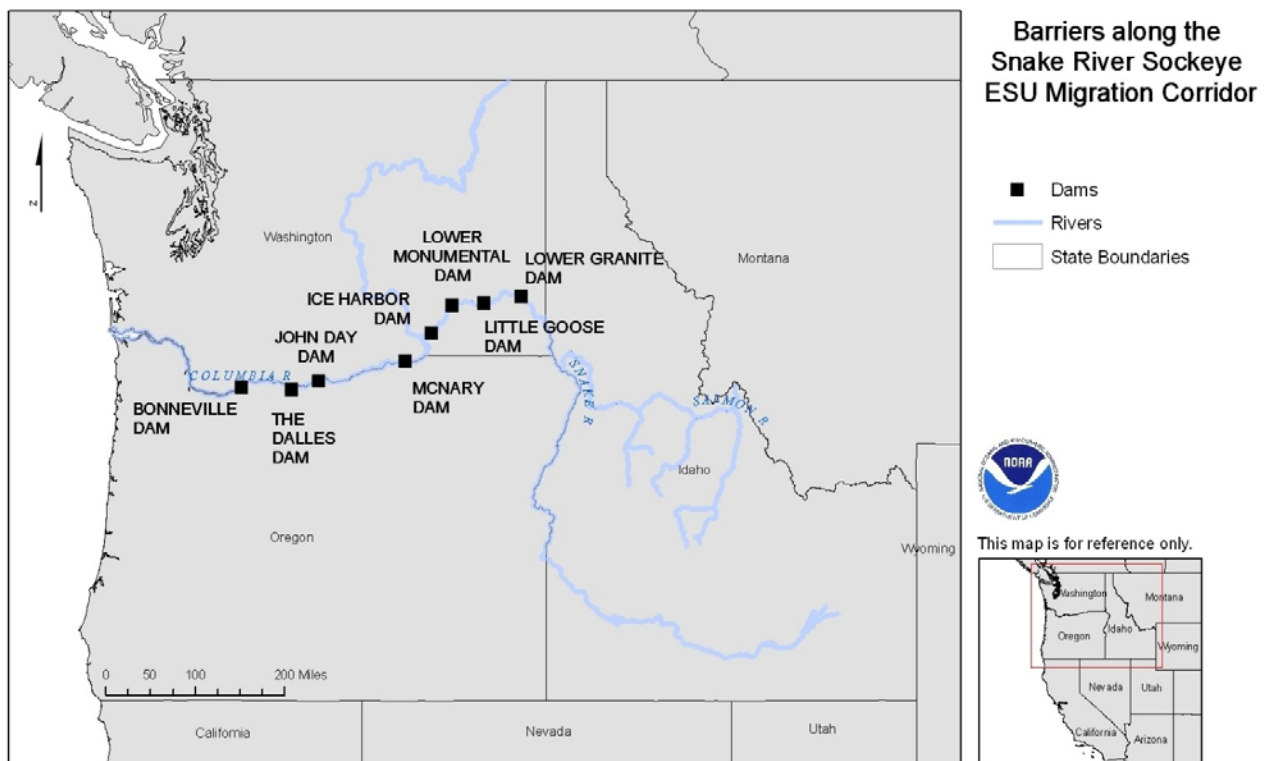 Barriers along the
Snake River Sockeye
ESU Migration Corridor
Dams
Rivers
State Boundaries
N
Washington
Montana
LOWER
MONUMENTAL
DAM
LOWER GRANITE
DAM
ICE HARBOR
DAM
LITTLE GOOSE
DAM
JOHN DAY
DAM
COLUMBIA R
MCNARY
DAM
BONNEVILLE
DAM
THE
DALLES
DAM
SNAKE R
SALMON R
Idaho
Oregon
Wyoming
0 50 100 200 Miles
California
Nevada
Utah
NOAA
This map is for reference only.
Washington
Montana
Oregon
Idaho
Wyoming
Nevada
Utah
California
Arizona